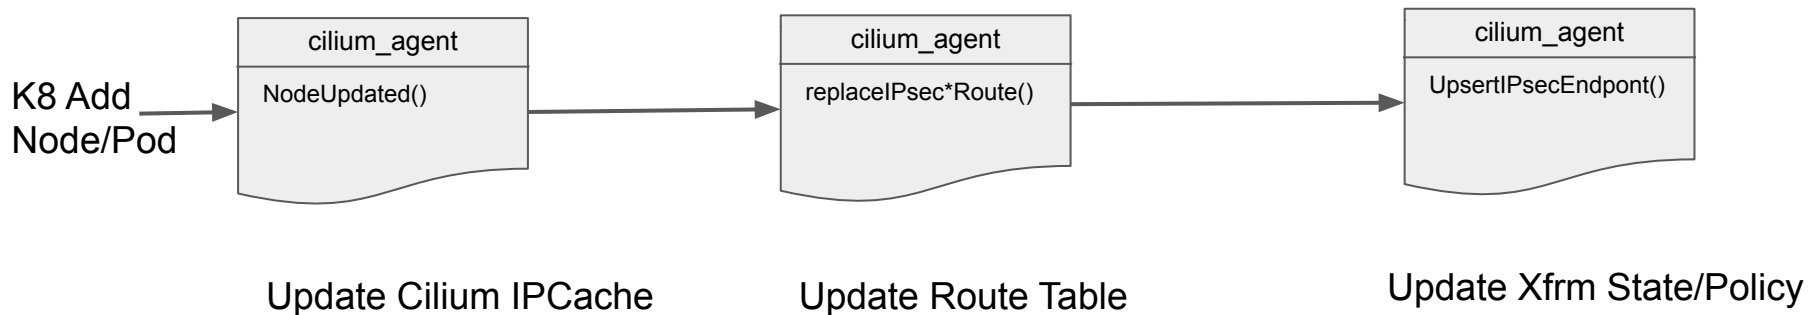 K8 Add
Node/Pod
cilium_agent
NodeUpdated()
Update Cilium IPCache
cilium_agent
replaceIPsec*Route()
Update Route Table
cilium_agent
UpsertIPsecEndpont()
Update Xfrm State/Policy